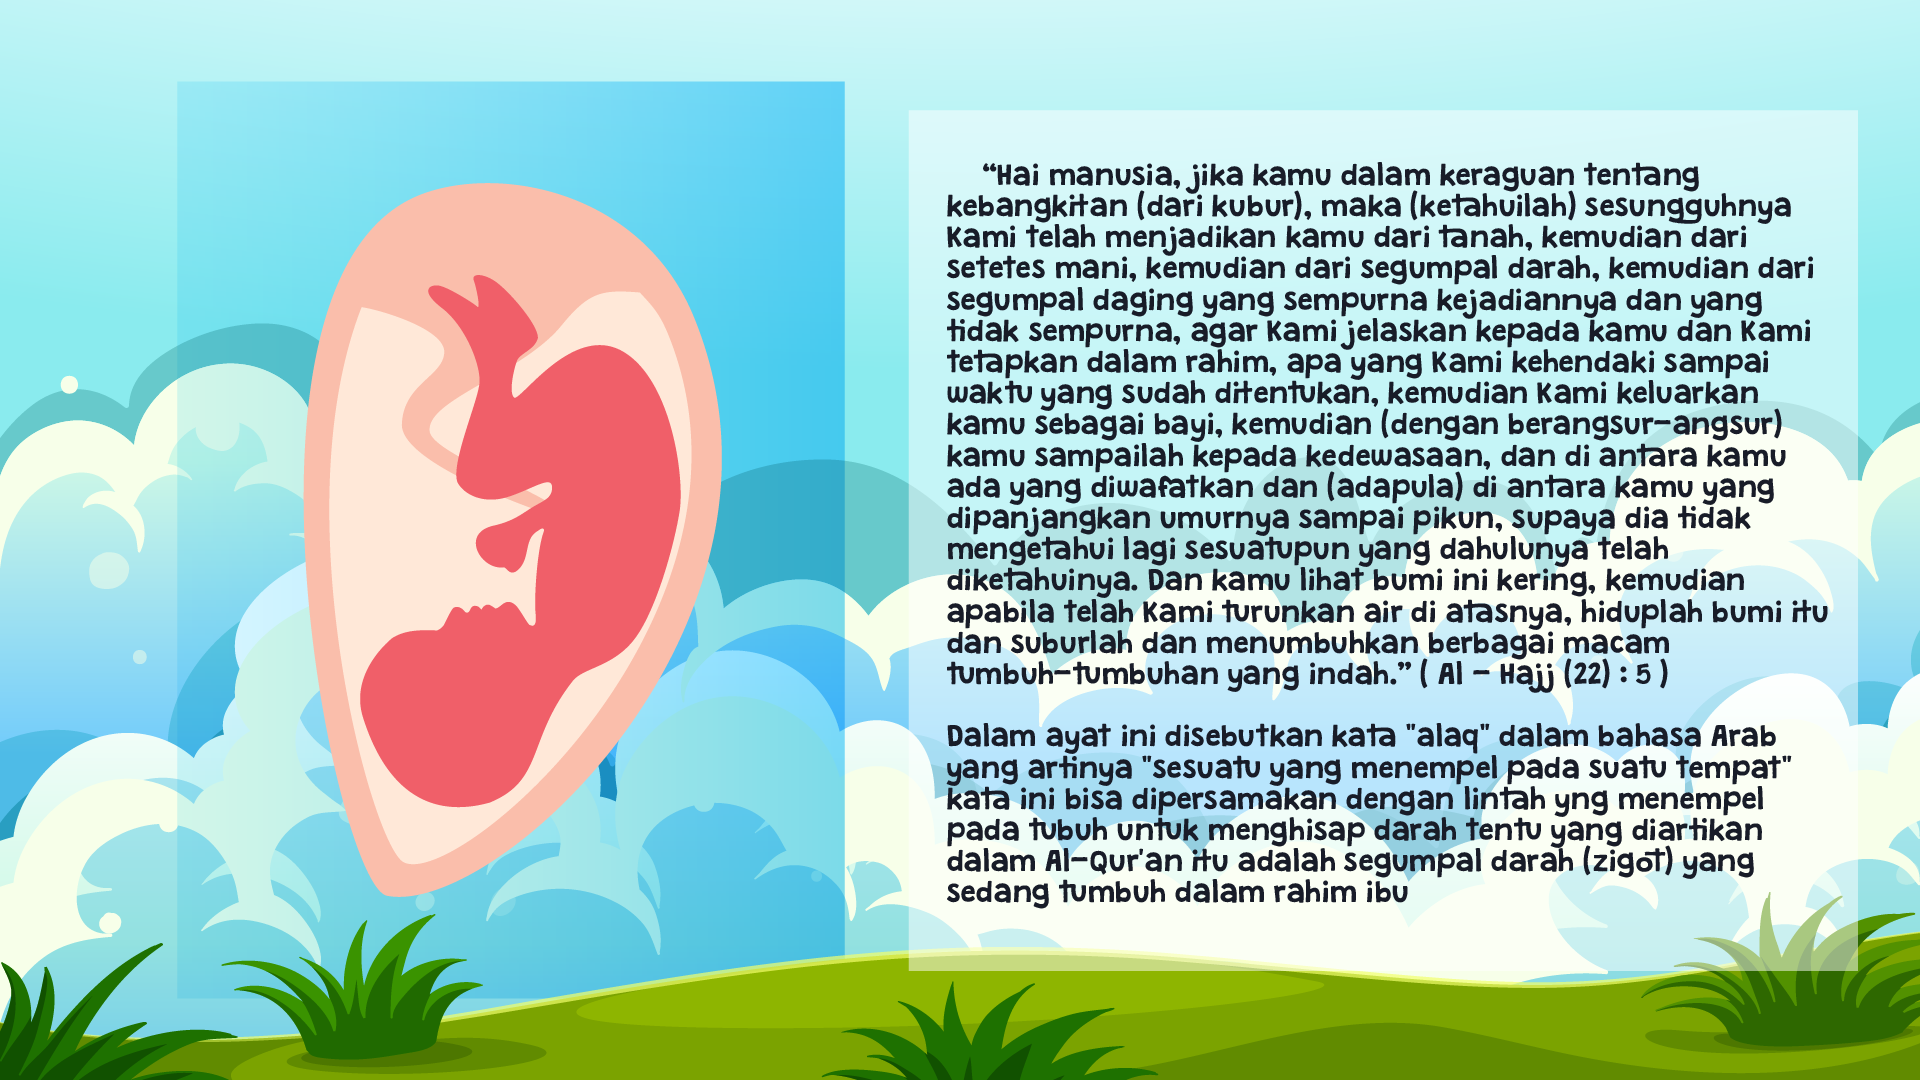 “Hai manusia, jika kamu dalam keraguan tentang
kebangkitan (dari kubur), maka (ketahuilah) sesungguhnya
Kami telah menjadikan kamu dari tanah, kemudian dari
setetes mani, kemudian dari segumpal darah, kemudian dari
segumpal daging yang sempurna kejadiannya dan yang
tidak sempurna, agar Kami jelaskan kepada kamu dan Kami
tetapkan dalam rahim, apa yang Kami kehendaki sampai
waktu yang sudah ditentukan, kemudian Kami keluarkan
kamu sebagai bayi, kemudian (dengan berangsur-angsur)
kamu sampailah kepada kedewasaan, dan di antara kamu
ada yang diwafatkan dan (adapula) di antara kamu yang
dipanjangkan umurnya sampai pikun, supaya dia tidak
mengetahui lagi sesuatupun yang dahulunya telah
diketahuinya. Dan kamu lihat bumi ini kering, kemudian
apabila telah Kami turunkan air di atasnya, hiduplah bumi itu
dan suburlah dan menumbuhkan berbagai macam
tumbuh-tumbuhan yang indah.” ( Al - Hajj (22) : 5 )
Dalam ayat ini disebutkan kata "alaq" dalam bahasa Arab
yang artinya "sesuatu yang menempel pada suatu tempat"
kata ini bisa dipersamakan dengan lintah yng menempel
pada tubuh untuk menghisap darah tentu yang diartikan
dalam Al-Qur'an itu adalah segumpal darah (zigot) yang
sedang tumbuh dalam rahim ibu